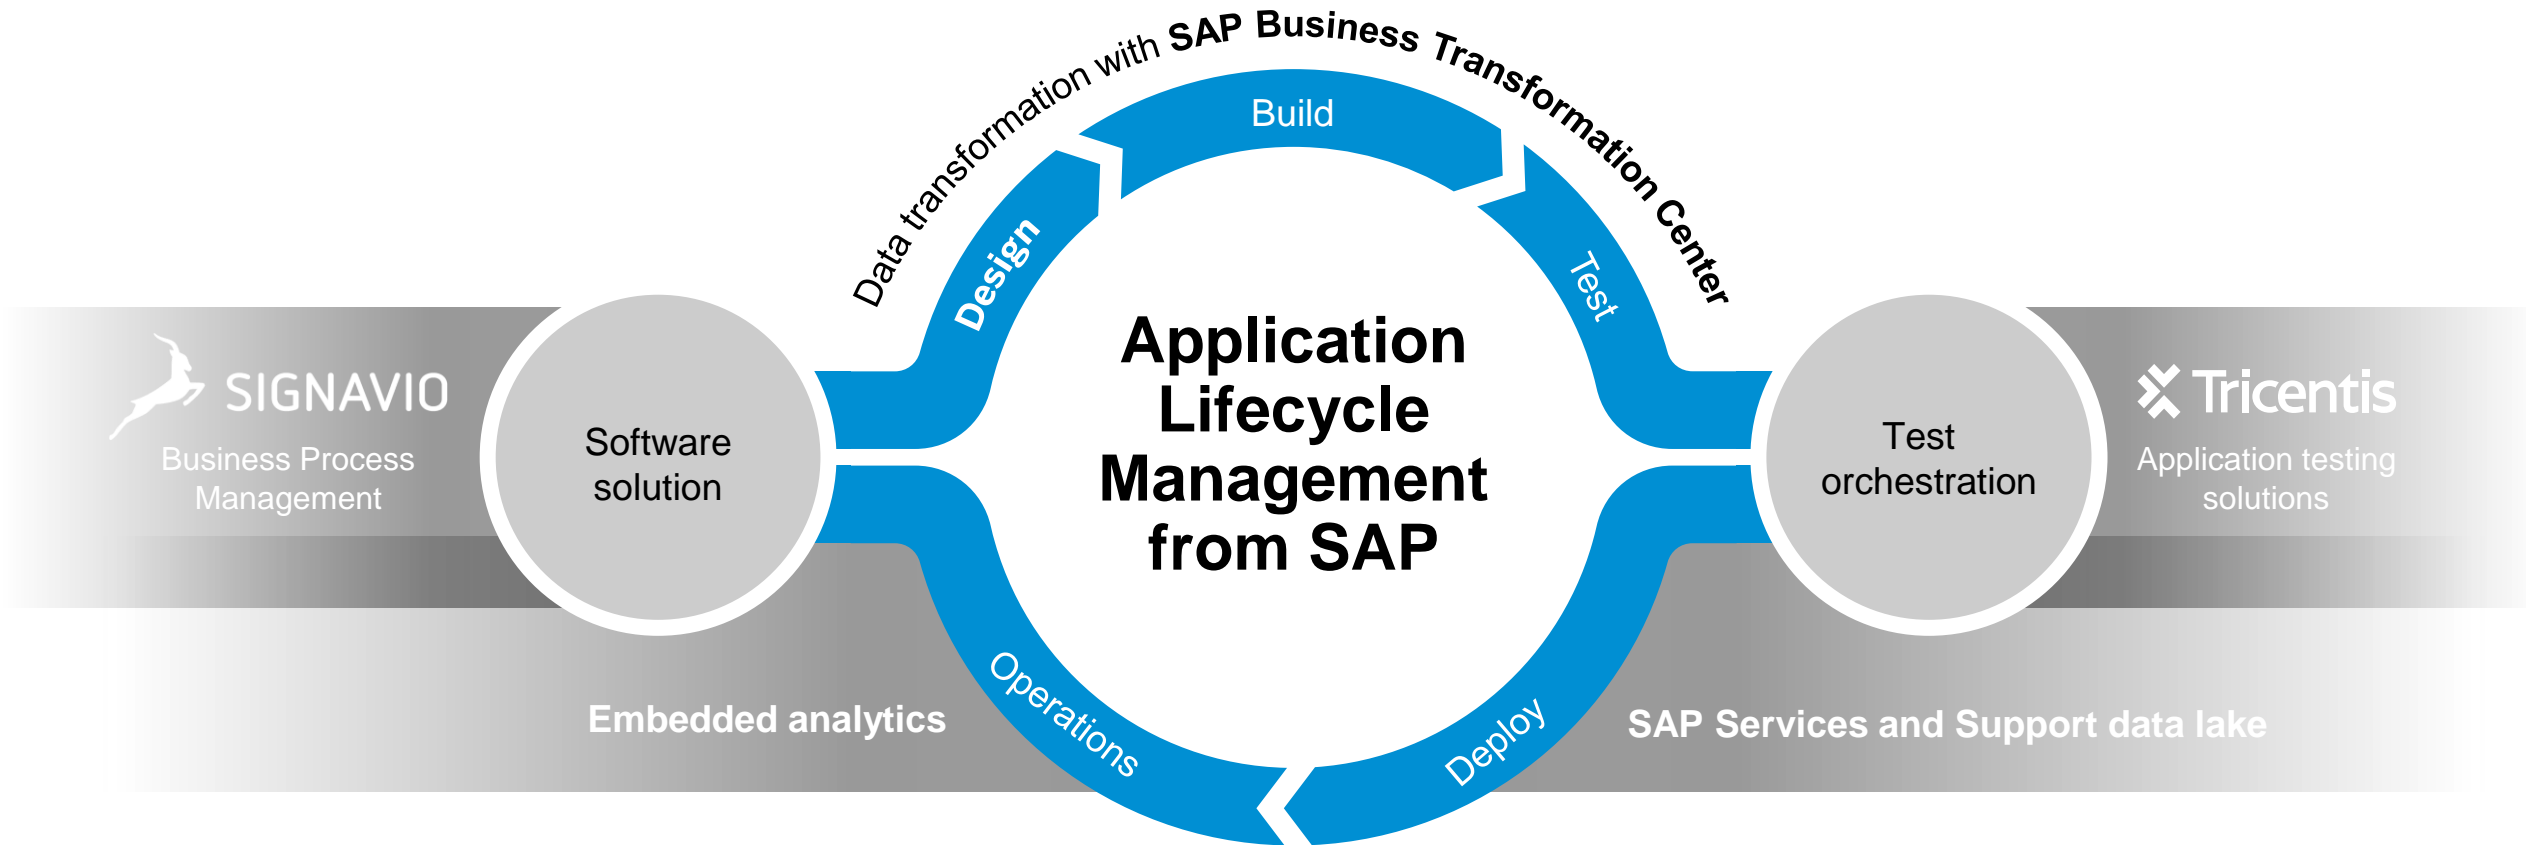 Data transformation with SAP Business Transformation Center
Build
Design
Test
Application
Lifecycle
Management
from SAP
SIGNAVIO
Business Process
Management
Software
solution
Test
orchestration
Tricentis
Application testing
solutions
Operations
Deploy
Embedded analytics
SAP Services and Support data lake